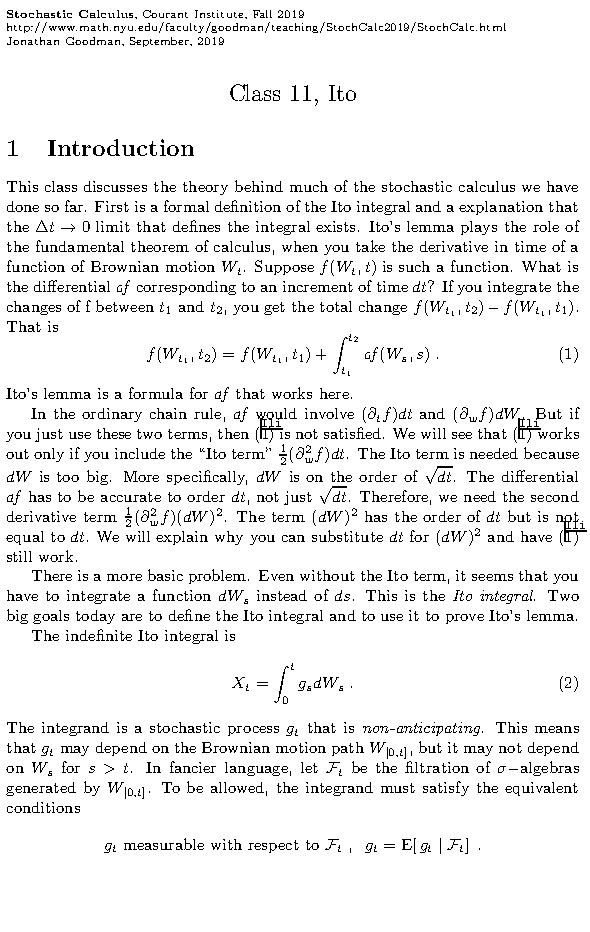 Stochastic Calculus, Courant Institute, Fall 2019
http://www.math.nyu.edu/faculty/goodman/teaching/StochCalc2019/StochCalc.html
Jonathan Goodman, September, 2019
Class 11, Ito
1 Introduction
This class discusses the theory behind much of the stochastic calculus we have
done so far. First is a formal definition of the Ito integral and a explanation that
the Δt → 0 limit that defines the integral exists. Ito's lemma plays the role of
the fundamental theorem of calculus, when you take the derivative in time of a
function of Brownian motion W_t. Suppose f(W_t, t) is such a function. What is
the differential df corresponding to an increment of time dt? If you integrate the
changes of f between t_1 and t_2, you get the total change f(W_{t_1}, t_2) − f(W_{t_1}, t_1).
That is
f(W_{t_1}, t_2) = f(W_{t_1}, t_1) + ∫_{t_1}^{t_2} df(W_s, s) . (1)
Ito's lemma is a formula for df that works here.
In the ordinary chain rule, df would involve (∂_t f)dt and (∂_w f)dW. But if
you just use these two terms, then (1) is not satisfied. We will see that (1) works
out only if you include the "Ito term" ½(∂_w^2 f)dt. The Ito term is needed because
dW is too big. More specifically, dW is on the order of √dt. The differential
df has to be accurate to order dt, not just √dt. Therefore, we need the second
derivative term ½(∂_w^2 f)(dW)^2. The term (dW)^2 has the order of dt but is not
equal to dt. We will explain why you can substitute dt for (dW)^2 and have (1)
still work.
There is a more basic problem. Even without the Ito term, it seems that you
have to integrate a function dW_s instead of ds. This is the Ito integral. Two
big goals today are to define the Ito integral and to use it to prove Ito's lemma.
The indefinite Ito integral is
X_t = ∫_0^t g_s dW_s . (2)
The integrand is a stochastic process g_t that is non-anticipating. This means
that g_t may depend on the Brownian motion path W_{[0,t]}, but it may not depend
on W_s for s > t. In fancier language, let F_t be the filtration of σ−algebras
generated by W_{[0,t]}. To be allowed, the integrand must satisfy the equivalent
conditions
g_t measurable with respect to F_t , g_t = E[ g_t | F_t] .